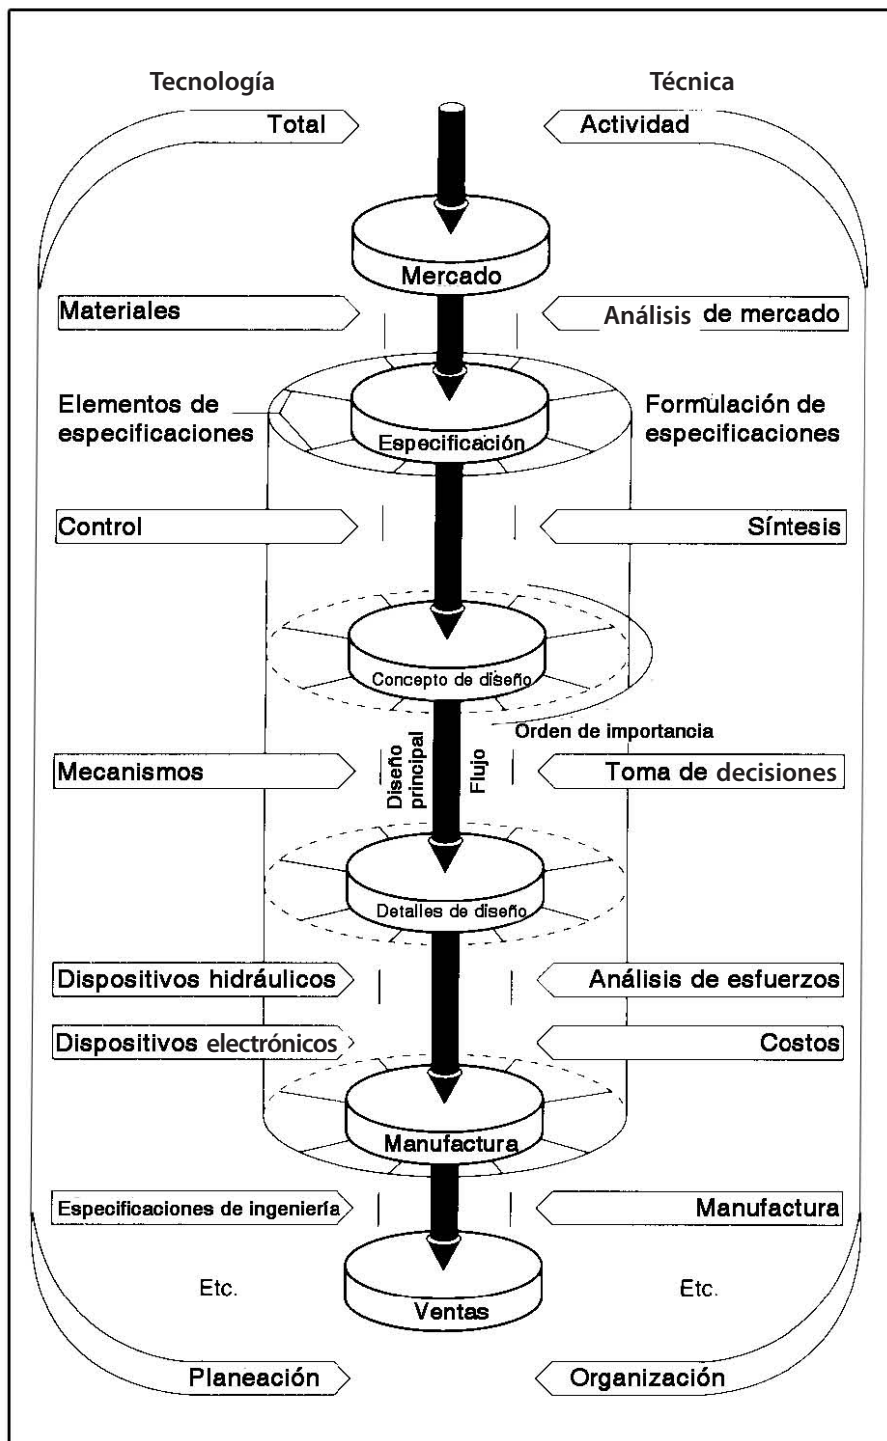 Tecnología
Técnica
Total
Actividad
Mercado
Materiales
Análisis de mercado
Elementos de
especificaciones
Especificación
Formulación de
especificaciones
Control
Síntesis
Concepto de diseño
Orden de importancia
Mecanismos
Diseño
principal
Flujo
Toma de decisiones
Detalles de diseño
Dispositivos hidráulicos
Análisis de esfuerzos
Dispositivos electrónicos
Costos
Manufactura
Especificaciones de ingeniería
Manufactura
Etc.
Ventas
Etc.
Planeación
Organización